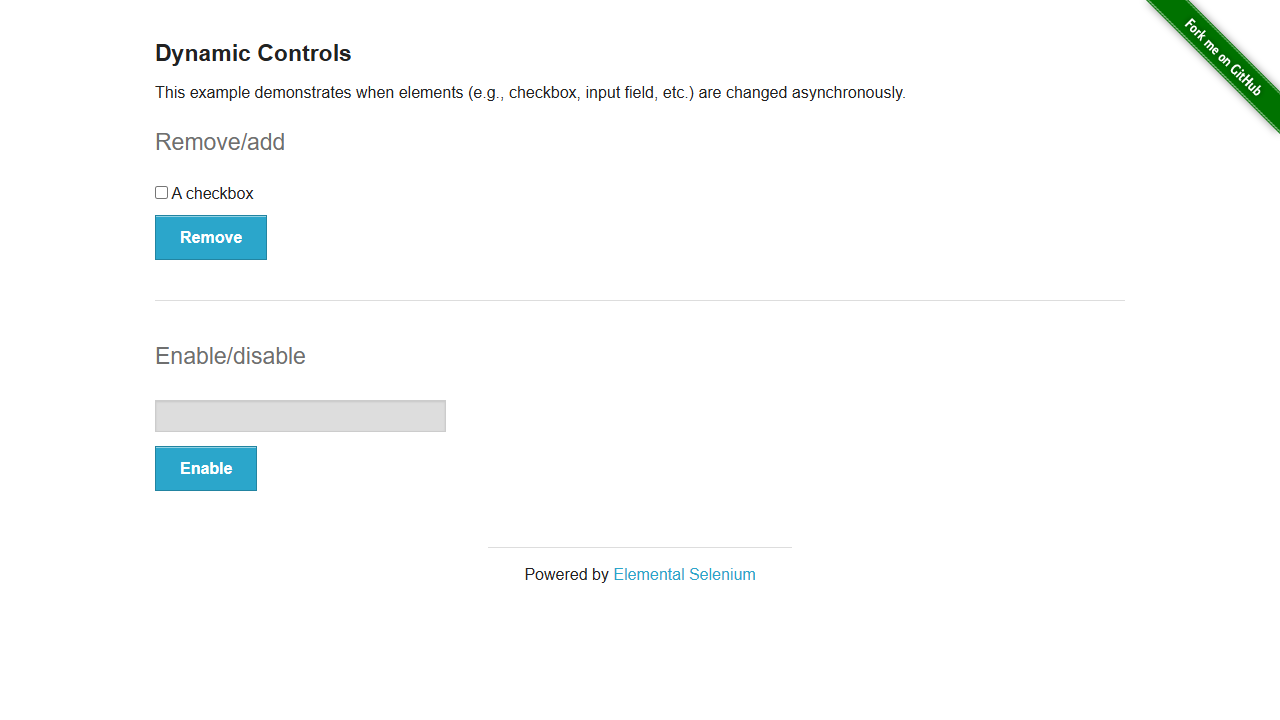 Fork me on GitHub
Dynamic Controls
This example demonstrates when elements (e.g., checkbox, input field, etc.) are changed asynchronously.
Remove/add
A checkbox
Remove
Enable/disable
Enable
Powered by Elemental Selenium